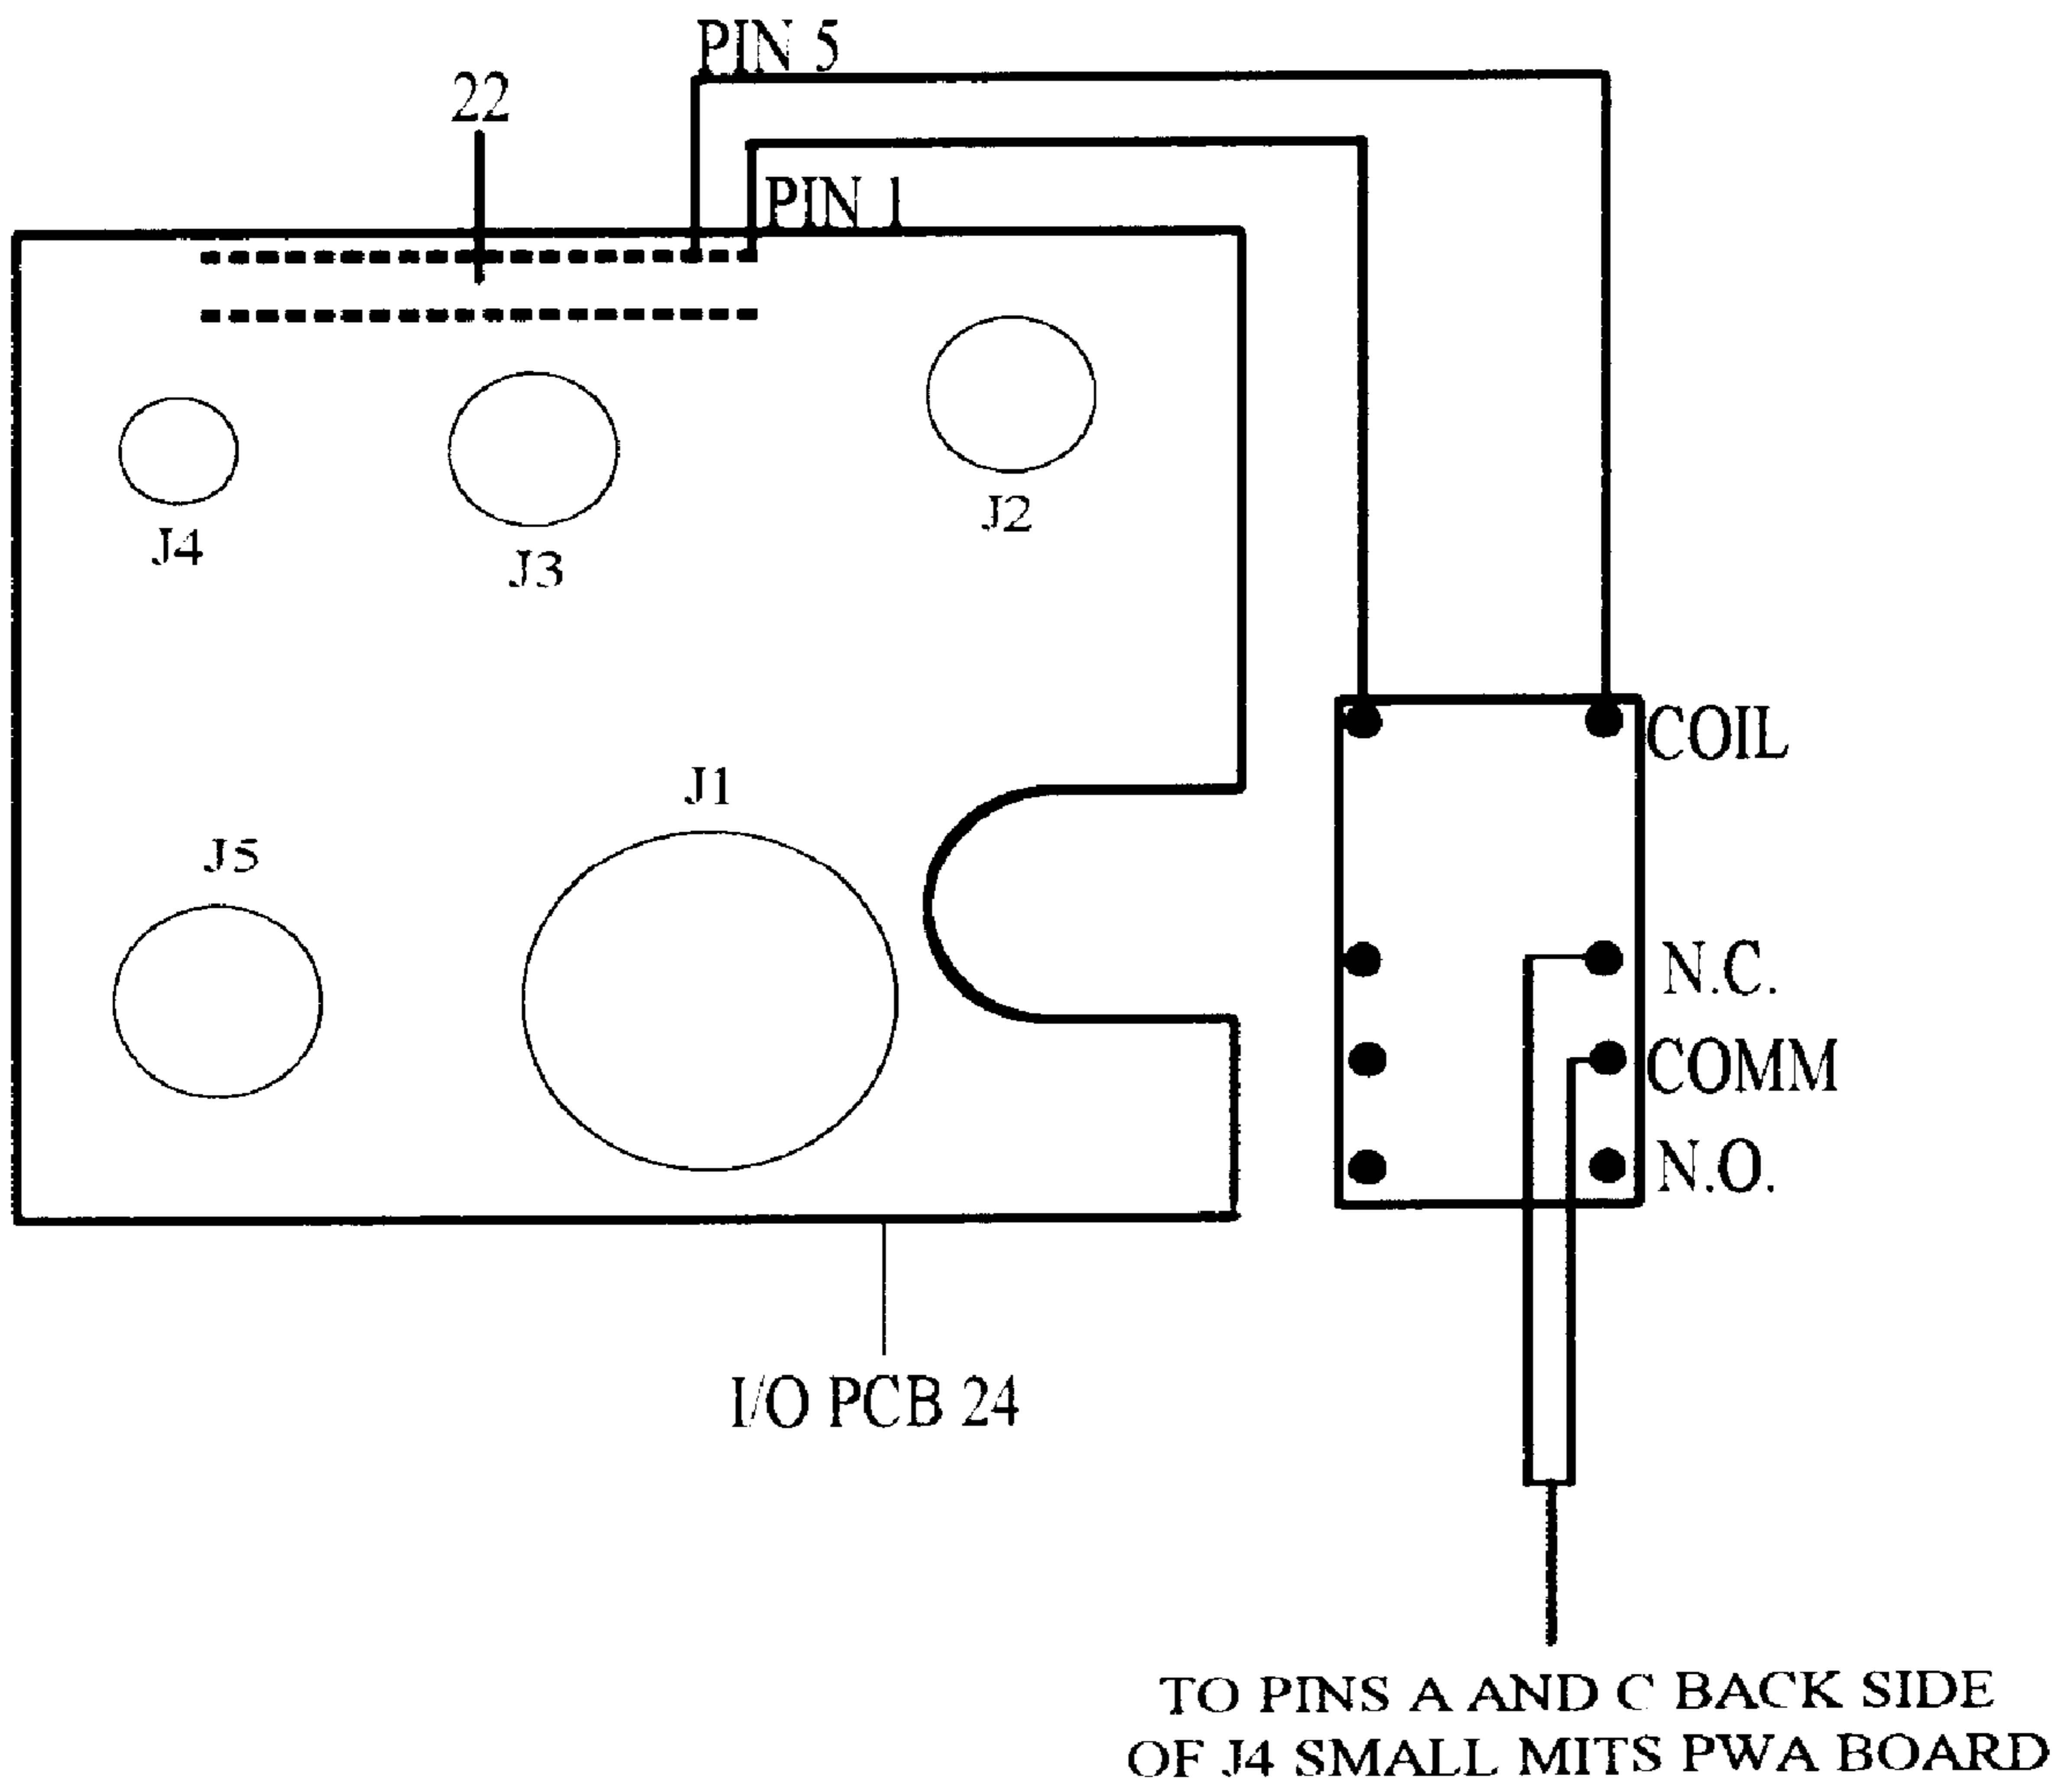 PIN 5
22
PIN 1
J4
J3
J2
J1
J5
COIL
N.C.
COMM
N.O.
I/O PCB 24
TO PINS A AND C BACK SIDE
OF J4 SMALL MITS PWA BOARD